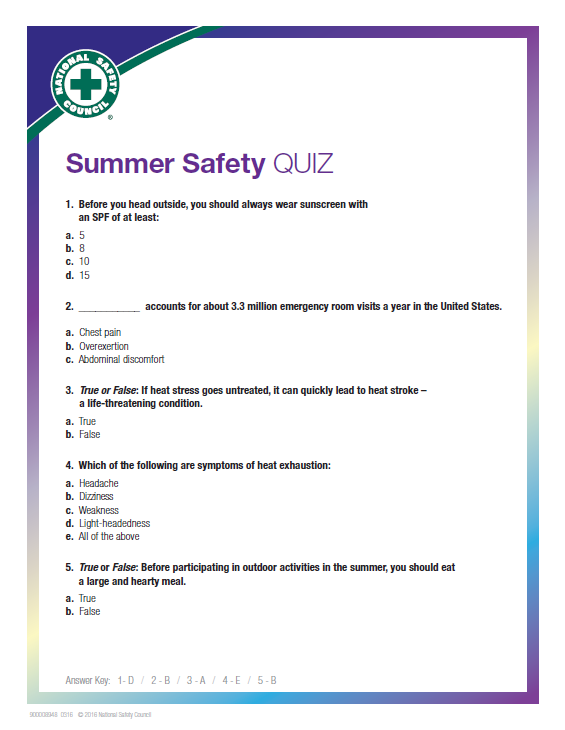 NATIONAL SAFETY COUNCIL
®
Summer Safety QUIZ
1. Before you head outside, you should always wear sunscreen with
an SPF of at least:
a. 5
b. 8
c. 10
d. 15
2. ___________ accounts for about 3.3 million emergency room visits a year in the United States.
a. Chest pain
b. Overexertion
c. Abdominal discomfort
3. True or False: If heat stress goes untreated, it can quickly lead to heat stroke –
a life-threatening condition.
a. True
b. False
4. Which of the following are symptoms of heat exhaustion:
a. Headache
b. Dizziness
c. Weakness
d. Light-headedness
e. All of the above
5. True or False: Before participating in outdoor activities in the summer, you should eat
a large and hearty meal.
a. True
b. False
Answer Key: 1- D / 2 - B / 3 - A / 4 - E / 5 - B
900008948 0516 © 2016 National Safety Council